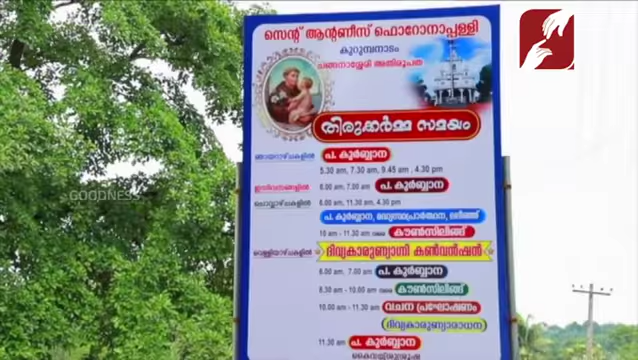 സെന്റ് ആന്റണീസ് ഫൊറോനാപ്പള്ളി
കുറുമ്പനാടം
ചങ്ങനാശ്ശേരി അതിരൂപത
തിരുക്കർമ്മ സമയം
ഞായറാഴ്ചകളിൽ വി. കുർബ്ബാന
5.30 am, 7.30 am, 9.45 am , 4.30 pm
ഇടദിവസങ്ങളിൽ 6.00 am, 7.00 am വി. കുർബ്ബാന
ചൊവ്വാഴ്ചകളിൽ 6.00 am, 11.30 am, 4.30 pm
വി. കുർബ്ബാന, മദ്ധ്യസ്ഥപ്രാർത്ഥന, ലദീഞ്ഞ്
10 am - 11.30 am വരെ കൗൺസിലിങ്ങ്
വെള്ളിയാഴ്ചകളിൽ ദിവ്യകാരുണ്യാഗ്നി കൺവൻഷൻ
6.00 am, 7.00 am വി. കുർബ്ബാന
8.30 am - 10.00 am വരെ കൗൺസിലിങ്ങ്
10.00 am - 11.30 am വചന പ്രഘോഷണം
ദിവ്യകാരുണ്യാരാധന
11.30 am വി. കുർബ്ബാന
കൈവയ്പ്ശുശ്രൂഷ
GOODNESS